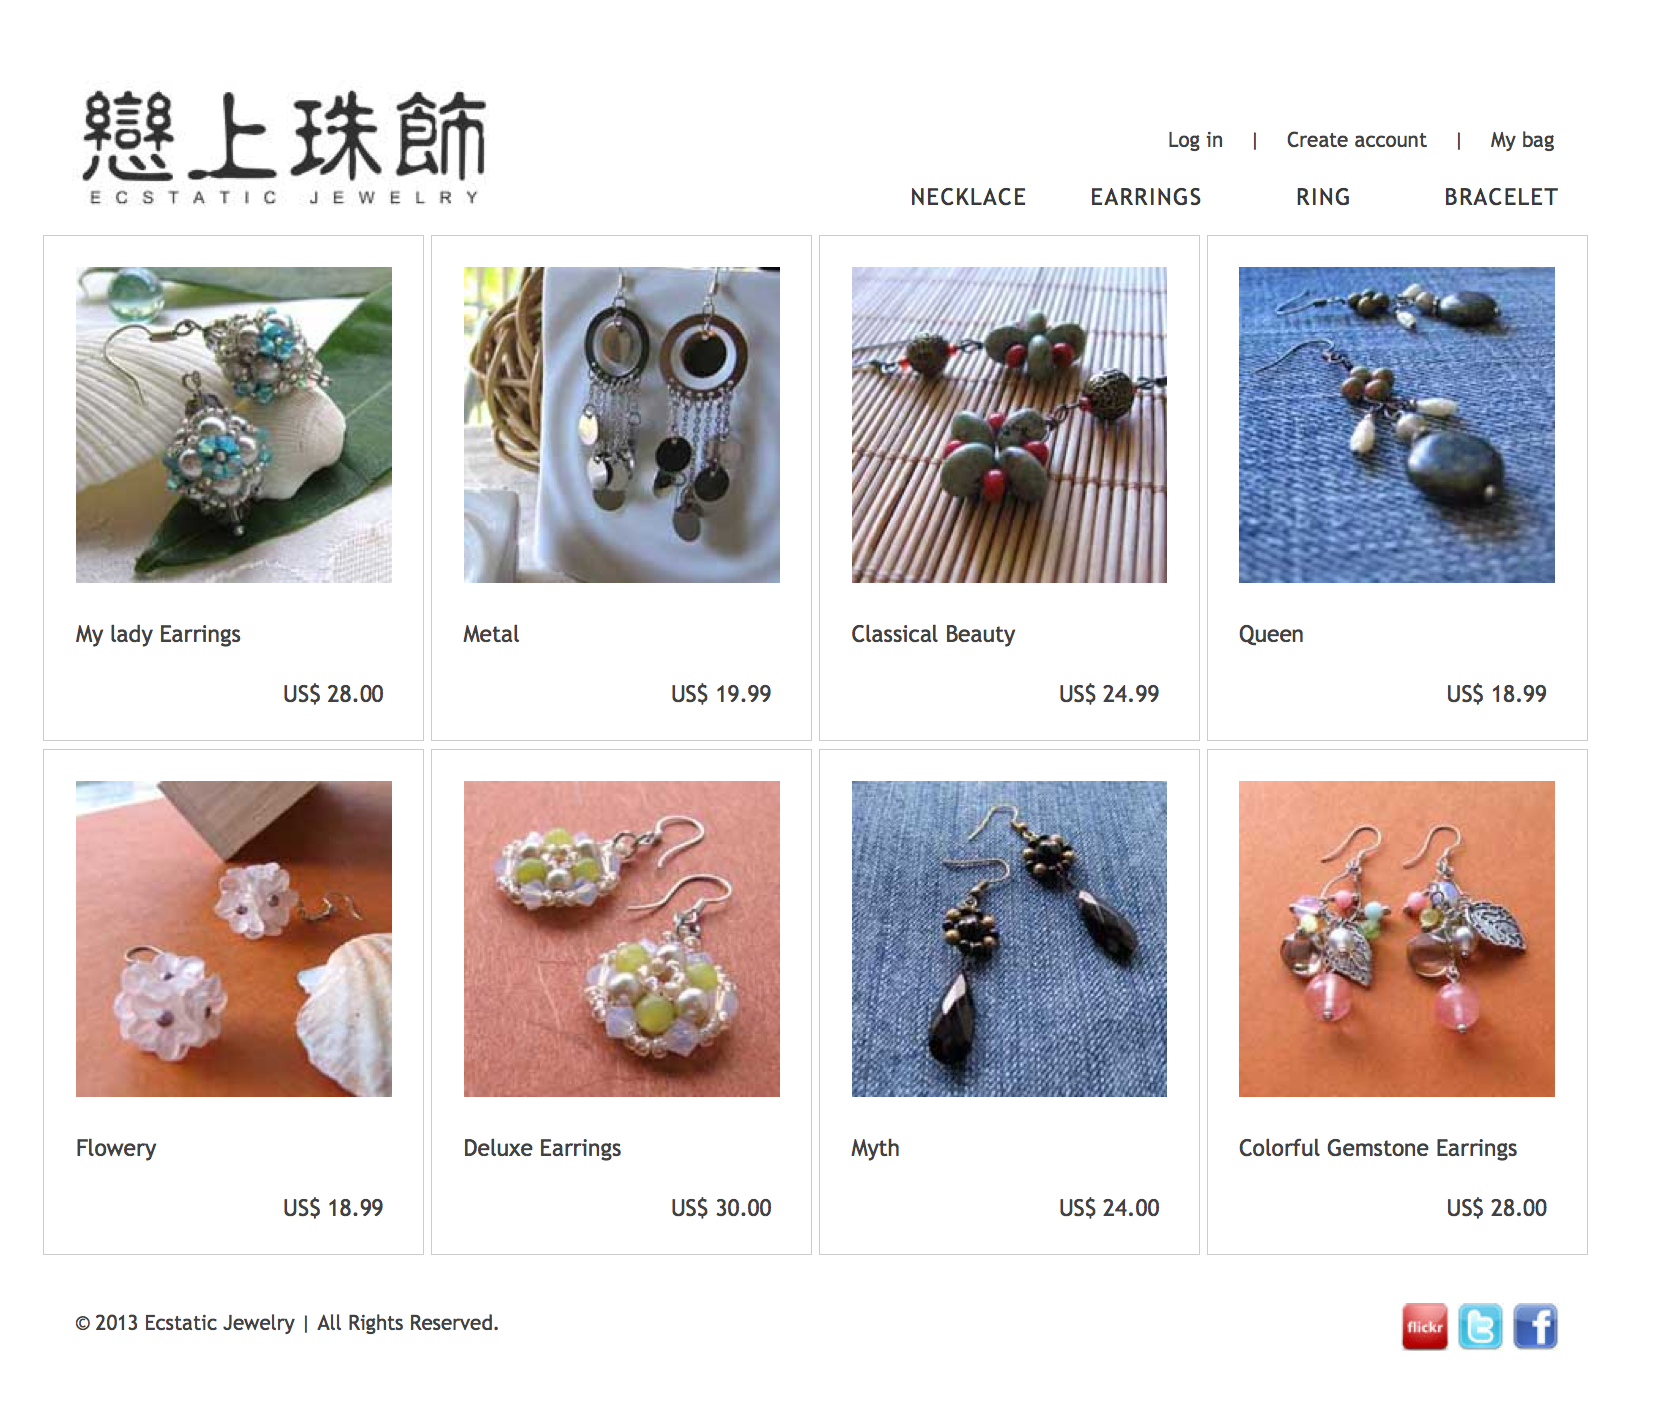 戀上珠飾
ECSTATIC JEWELRY
Log in | Create account | My bag
NECKLACE EARRINGS RING BRACELET
My lady Earrings
US$ 28.00
Metal
US$ 19.99
Classical Beauty
US$ 24.99
Queen
US$ 18.99
Flowery
US$ 18.99
Deluxe Earrings
US$ 30.00
Myth
US$ 24.00
Colorful Gemstone Earrings
US$ 28.00
© 2013 Ecstatic Jewelry | All Rights Reserved.
flickr